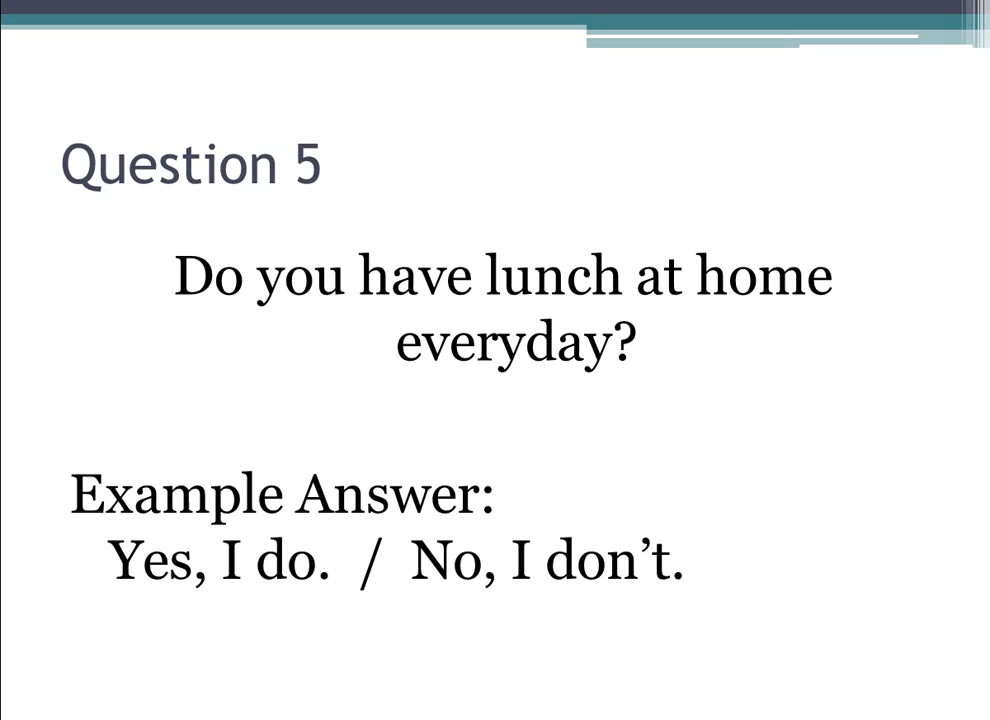 Question 5
Do you have lunch at home
everyday?
Example Answer:
Yes, I do.  /  No, I don’t.